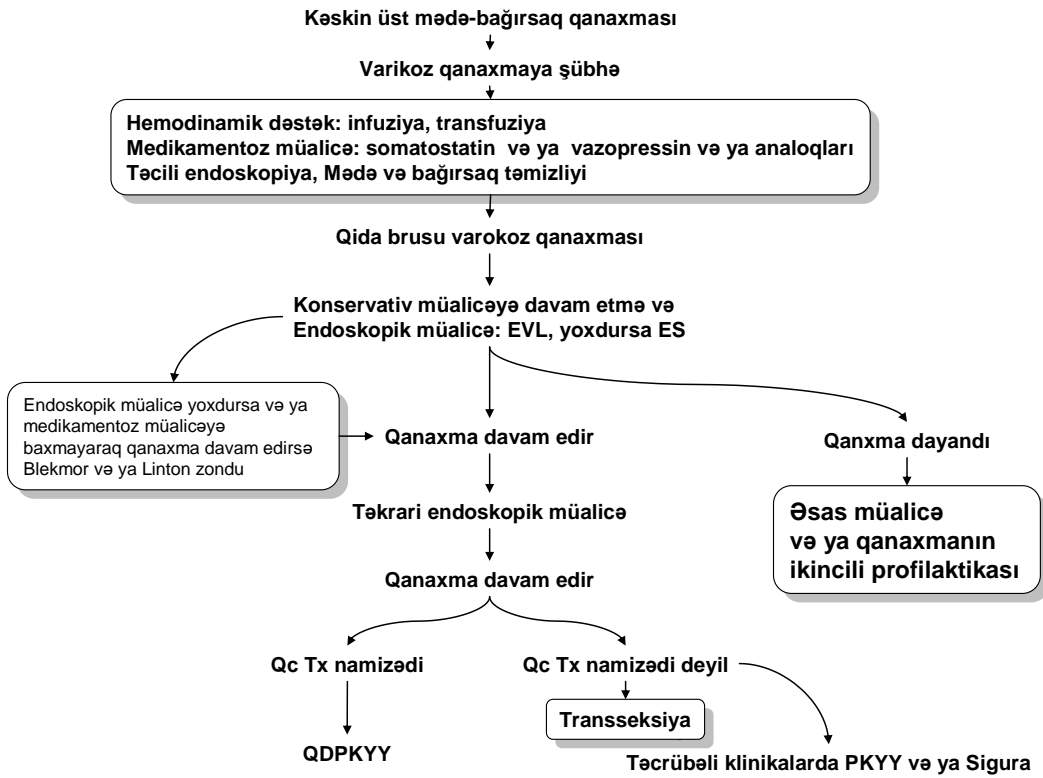 Kəskin üst mədə-bağırsaq qanaxması
Varikoz qanaxmaya şübhə
Hemodinamik dəstək: infuziya, transfuziya
Medikamentoz müalicə: somatostatin və ya vazopressin və ya analoqları
Təcili endoskopiya, Mədə və bağırsaq təmizliyi
Qida brusu varokoz qanaxması
Konservativ müalicəyə davam etmə və
Endoskopik müalicə: EVL, yoxdursa ES
Endoskopik müalicə yoxdursa və ya
medikamentoz müalicəyə
baxmayaraq qanaxma davam edirsə
Blekmor və ya Linton zondu
Qanaxma davam edir
Qanxma dayandı
Təkrari endoskopik müalicə
Əsas müalicə
və ya qanaxmanın
ikincili profilaktikası
Qanaxma davam edir
Qc Tx namizədi
Qc Tx namizədi deyil
Transseksiya
QDPKYY
Təcrübəli klinikalarda PKYY və ya Sigura